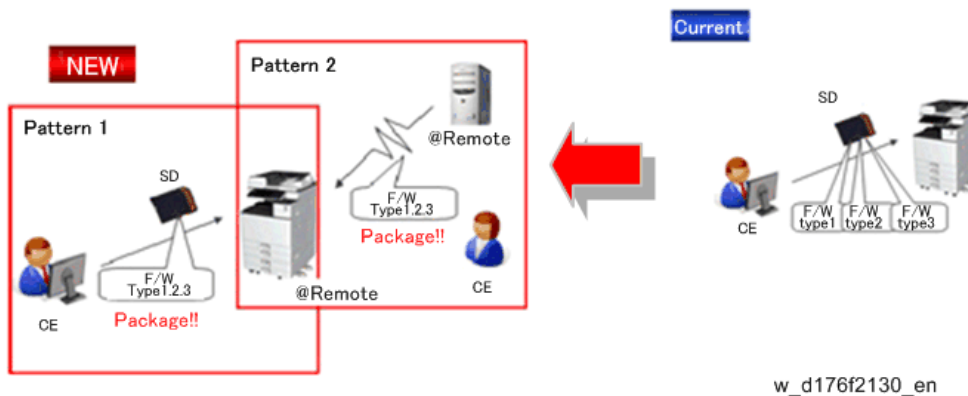 NEW
Pattern 1
SD
F/W
Type1.2.3
Package!!
CE
Pattern 2
@Remote
F/W
Type1.2.3
Package!!
CE
@Remote
Current
SD
CE
F/W
type1
F/W
type2
F/W
type3
w_d176f2130_en